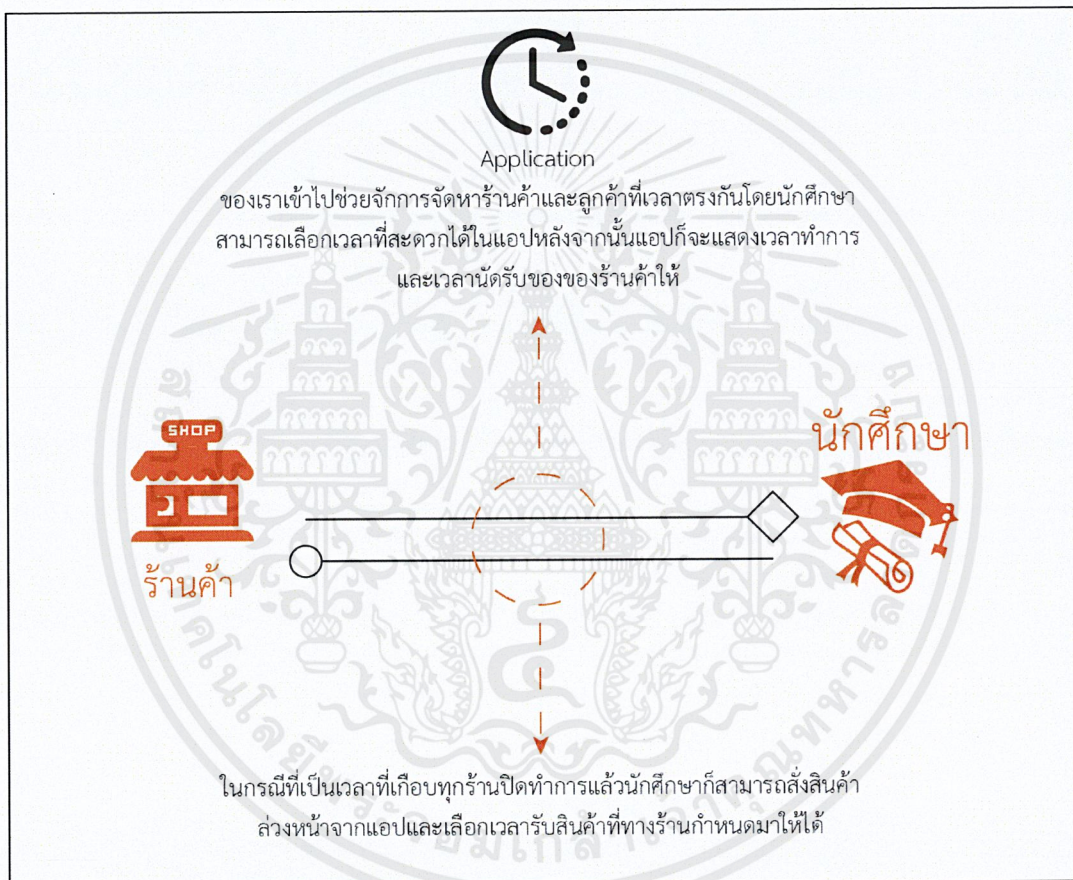 Application
ของเราเข้าไปช่วยจักการจัดหาร้านค้าและลูกค้าที่เวลาตรงกันโดยนักศึกษา
สามารถเลือกเวลาที่สะดวกได้ในแอปหลังจากนั้นแอปก็จะแสดงเวลาทำการ
และเวลานัดรับของของร้านค้าให้
SHOP
ร้านค้า
นักศึกษา
ในกรณีที่เป็นเวลาที่เกือบทุกร้านปิดทำการแล้วนักศึกษาก็สามารถสั่งสินค้า
ล่วงหน้าจากแอปและเลือกเวลารับสินค้าที่ทางร้านกำหนดมาให้ได้